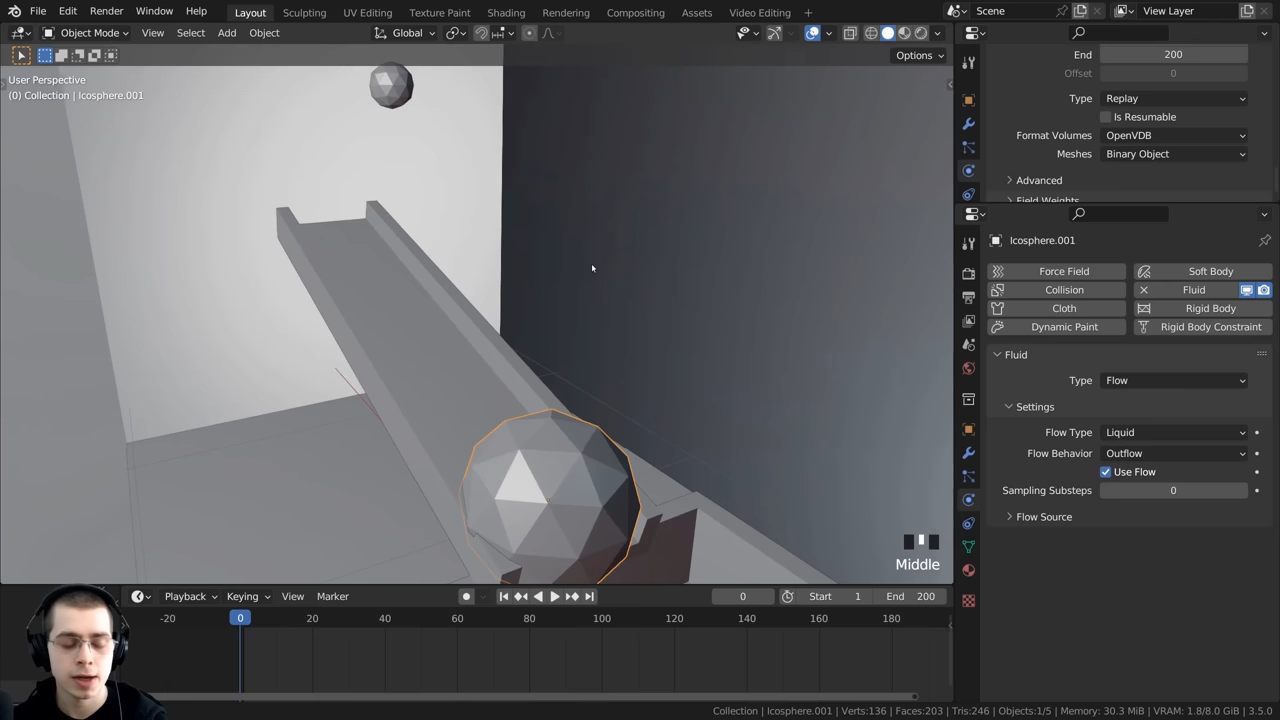 File Edit Render Window Help Layout Sculpting UV Editing Texture Paint Shading Rendering Compositing Assets Video Editing + Scene View Layer
Object Mode View Select Add Object Global
Options
User Perspective
(0) Collection | Icosphere.001
End 200
Offset 0
Type Replay
Is Resumable
Format Volumes OpenVDB
Meshes Binary Object
Advanced
Field Weights
Icosphere.001
Force Field Soft Body
Collision Fluid
Cloth Rigid Body
Dynamic Paint Rigid Body Constraint
Fluid
Type Flow
Settings
Flow Type Liquid
Flow Behavior Outflow
Use Flow
Sampling Substeps 0
Flow Source
Middle
Playback Keying View Marker 0 Start 1 End 200
-20 0 20 40 60 80 100 120 140 160 180
Collection | Icosphere.001 | Verts:136 | Faces:203 | Tris:246 | Objects:1/5 | Memory: 30.3 MiB | VRAM: 1.8/8.0 GiB | 3.5.0